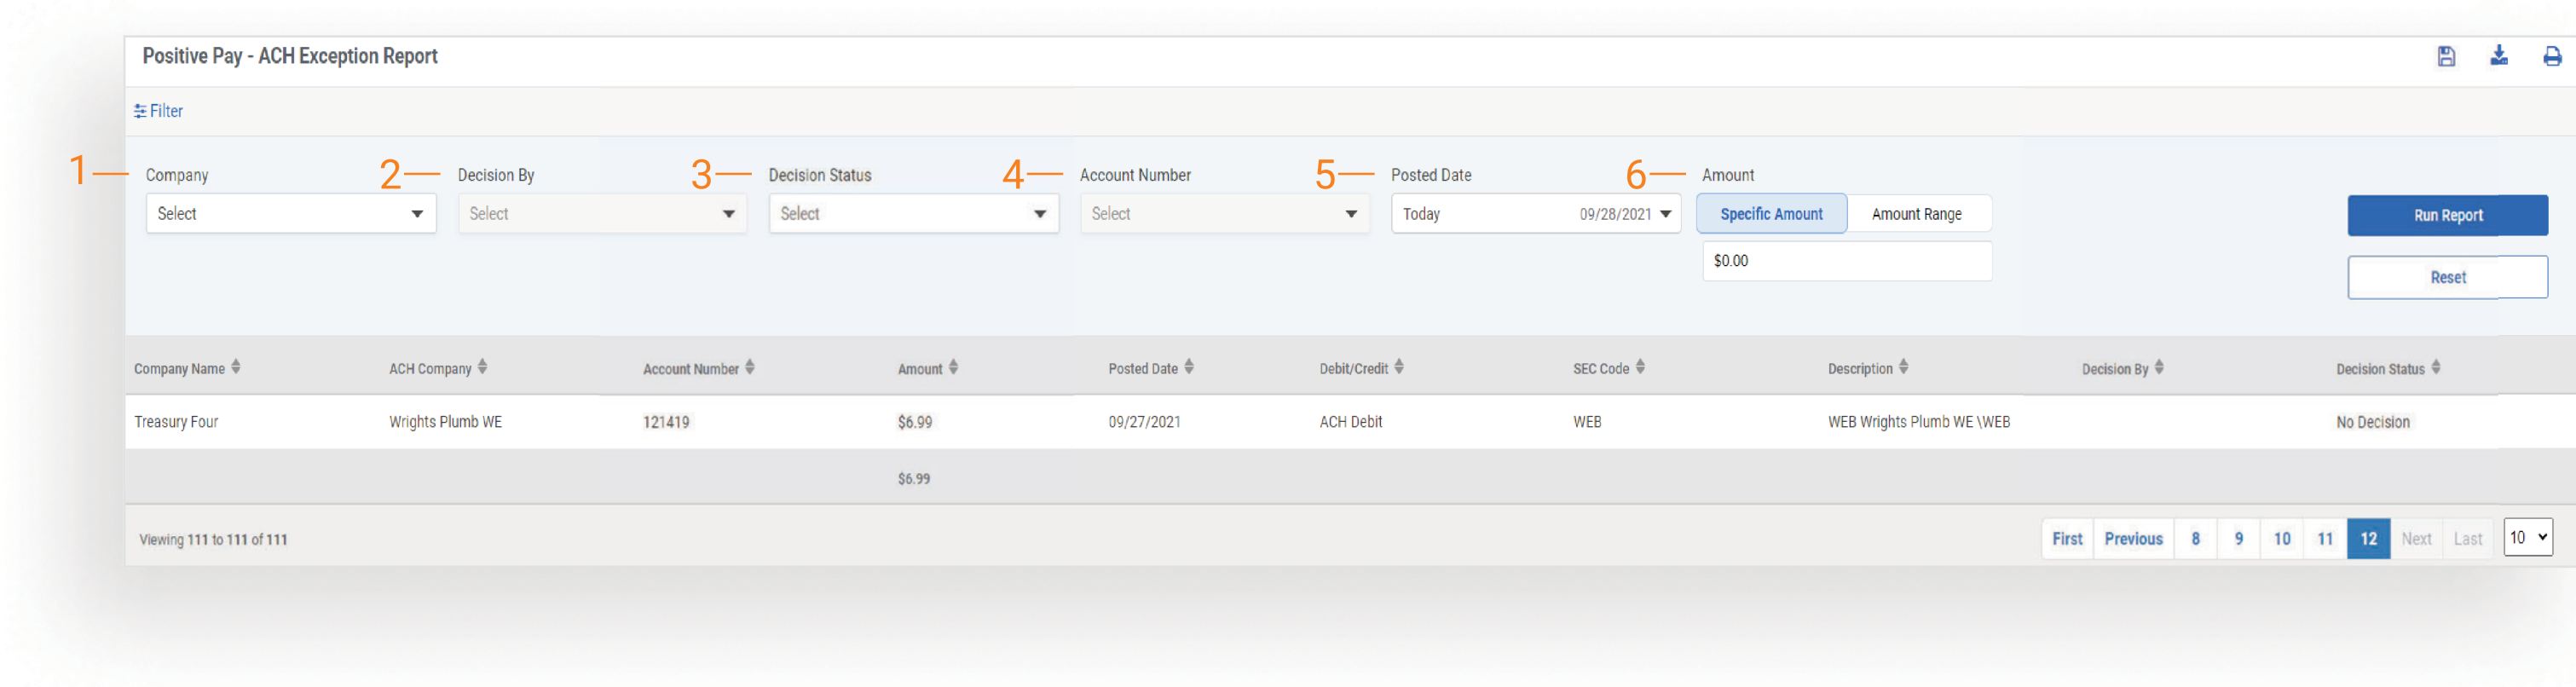 Positive Pay - ACH Exception Report
Filter
1 Company 2 Decision By 3 Decision Status 4 Account Number 5 Posted Date 6 Amount
Select Select Select Select Today 09/28/2021 Specific Amount Amount Range Run Report
$0.00
Reset
Company Name ACH Company Account Number Amount Posted Date Debit/Credit SEC Code Description Decision By Decision Status
Treasury Four Wrights Plumb WE 121419 $6.99 09/27/2021 ACH Debit WEB WEB Wrights Plumb WE \WEB No Decision
$6.99
Viewing 111 to 111 of 111 First Previous 8 9 10 11 12 Next Last 10